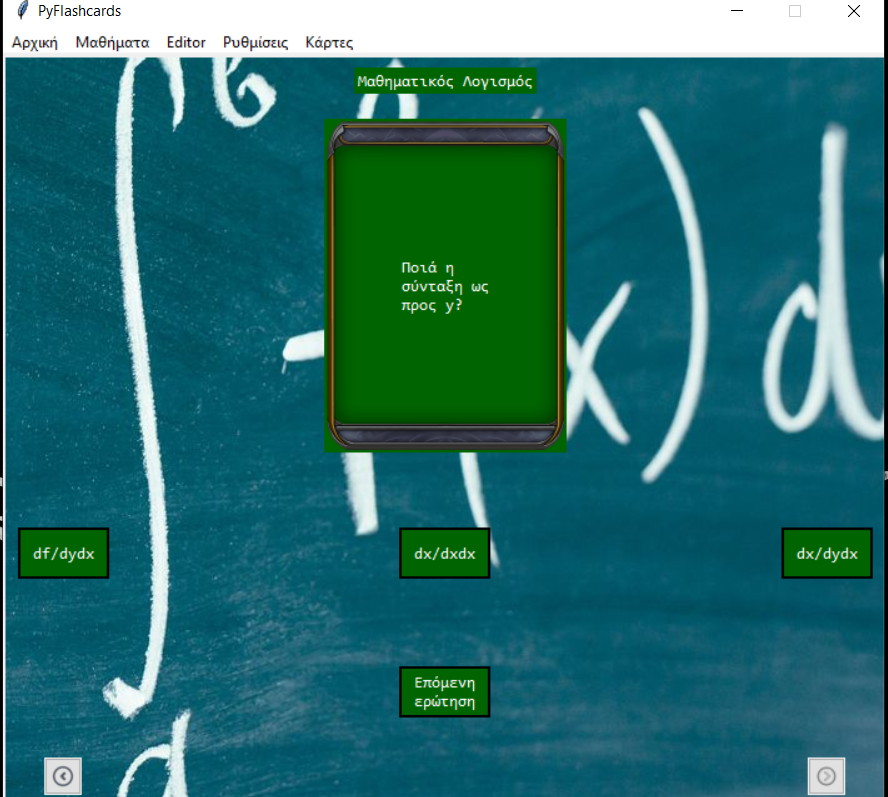 PyFlashcards
Αρχική Μαθήματα Editor Ρυθμίσεις Κάρτες
Μαθηματικός Λογισμός
Ποιά η
σύνταξη ως
προς y?
df/dydx dx/dxdx dx/dydx
Επόμενη
ερώτηση